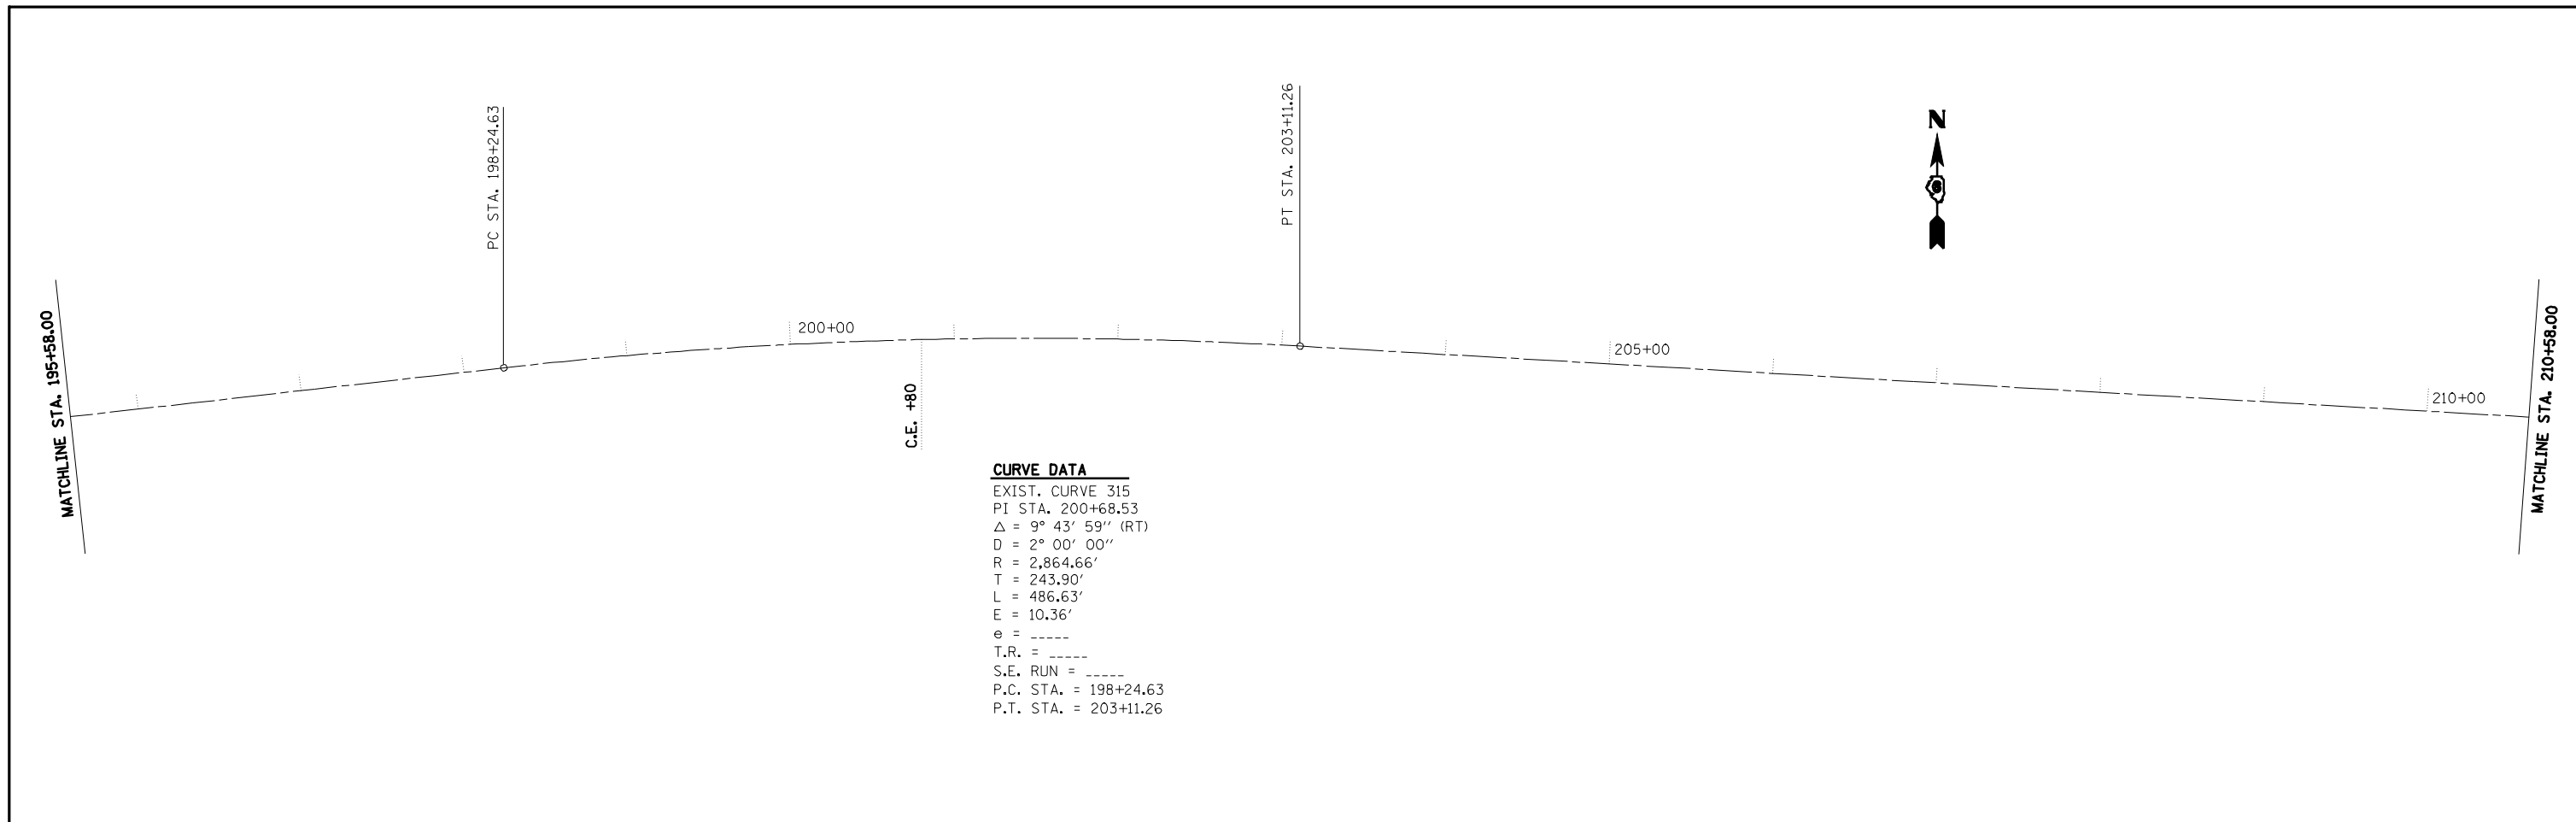 N
6
PC STA. 198+24.63
PT STA. 203+11.26
MATCHLINE STA. 195+58.00
200+00
205+00
210+00
MATCHLINE STA. 210+58.00
C.E. +80
CURVE DATA
EXIST. CURVE 315
PI STA. 200+68.53
△ = 9° 43' 59'' (RT)
D = 2° 00' 00''
R = 2,864.66'
T = 243.90'
L = 486.63'
E = 10.36'
e = _____
T.R. = _____
S.E. RUN = _____
P.C. STA. = 198+24.63
P.T. STA. = 203+11.26